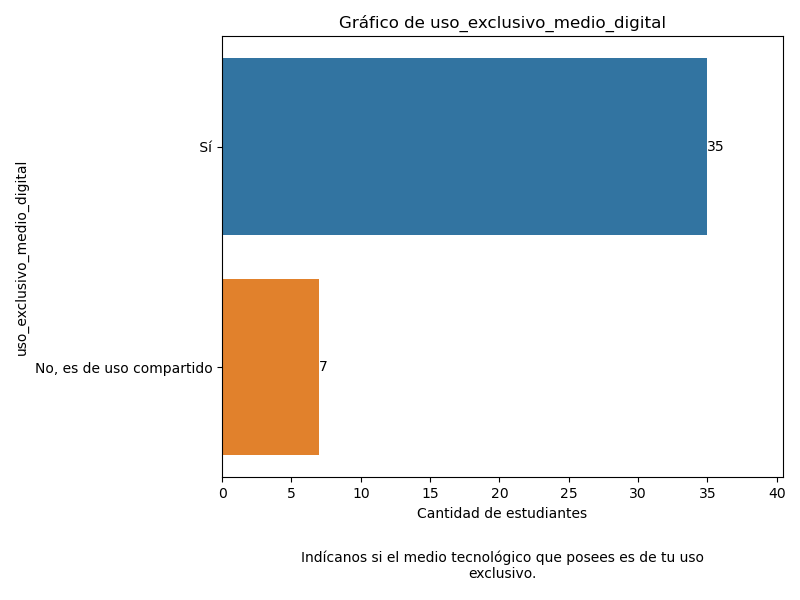 Gráfico de uso_exclusivo_medio_digital
uso_exclusivo_medio_digital
Sí
35
No, es de uso compartido
7
0 5 10 15 20 25 30 35 40
Cantidad de estudiantes
Indícanos si el medio tecnológico que posees es de tu uso
exclusivo.